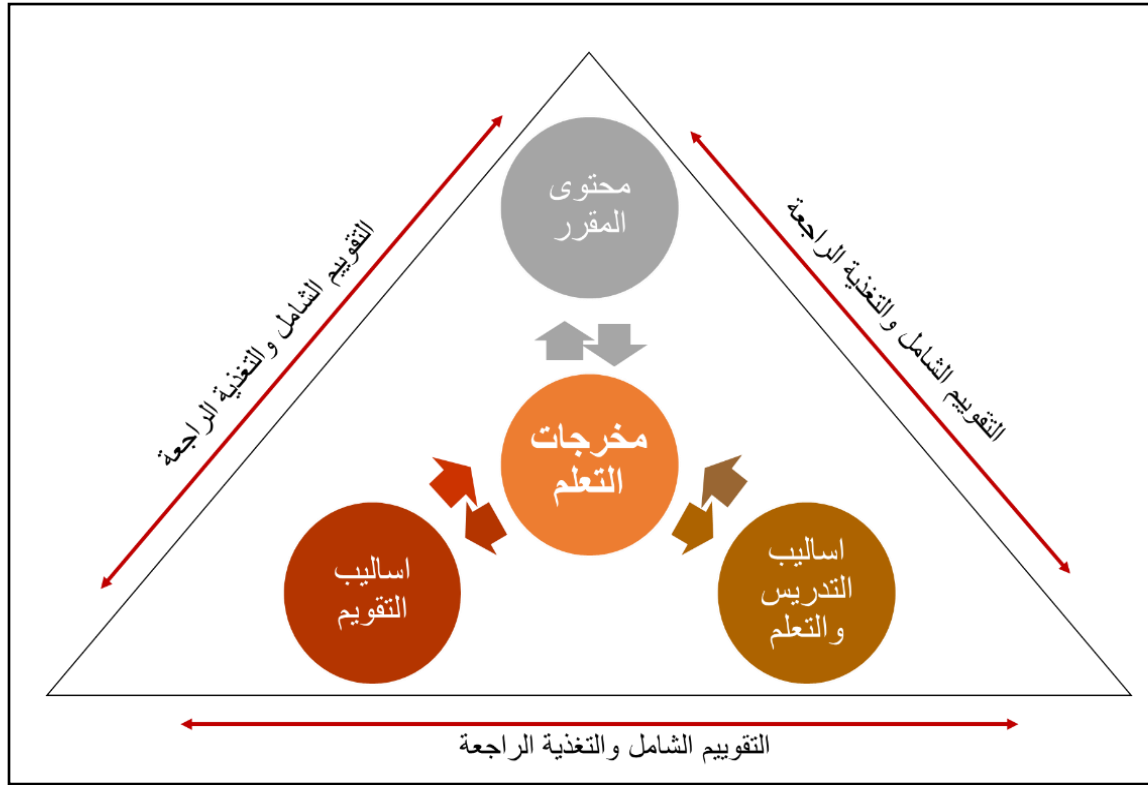 محتوى
المقرر
التقوييم الشامل والتغذية الراجعة
التقوييم الشامل والتغذية الراجعة
مخرجات
التعلم
اساليب
التدريس
والتعلم
اساليب
التقويم
التقوييم الشامل والتغذية الراجعة